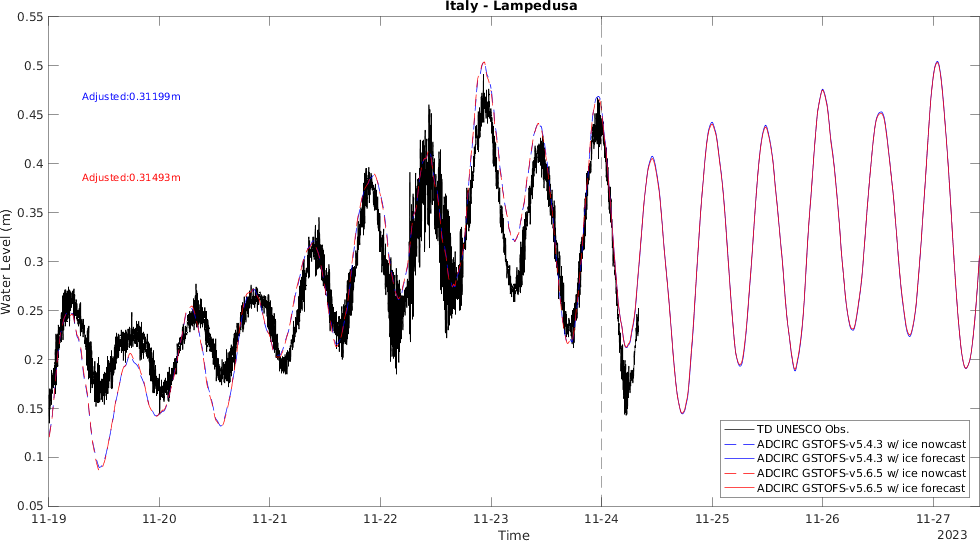 Italy - Lampedusa
0.55
0.5
0.45
0.4
0.35
0.3
0.25
0.2
0.15
0.1
0.05
Water Level (m)
Adjusted:0.31199m
Adjusted:0.31493m
TD UNESCO Obs.
ADCIRC GSTOFS-v5.4.3 w/ ice nowcast
ADCIRC GSTOFS-v5.4.3 w/ ice forecast
ADCIRC GSTOFS-v5.6.5 w/ ice nowcast
ADCIRC GSTOFS-v5.6.5 w/ ice forecast
11-19 11-20 11-21 11-22 11-23 11-24 11-25 11-26 11-27
Time
2023